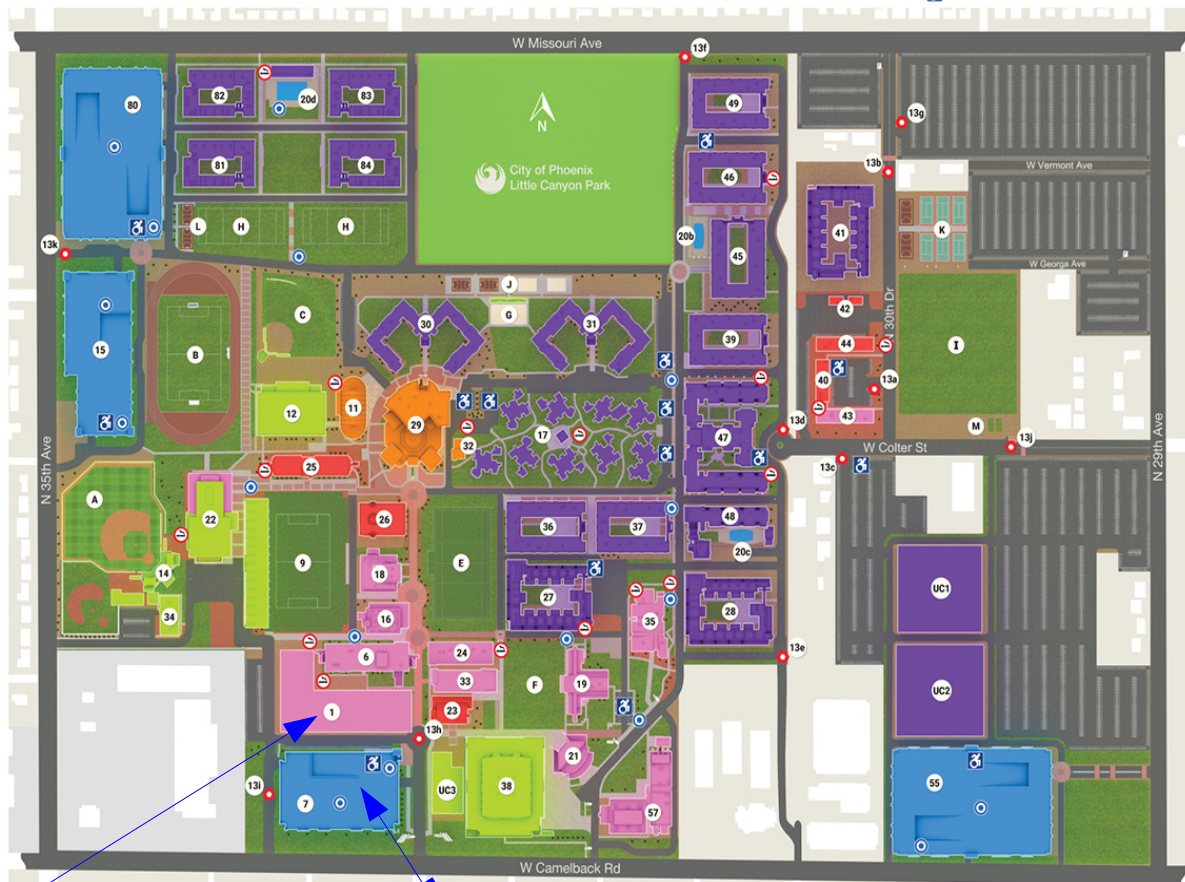 W Missouri Ave
13f
80
82
20d
83
49
13g
N
City of Phoenix
Little Canyon Park
81
84
46
13b
W Vermont Ave
L
H
H
20b
41
K
13k
45
W Georga Ave
J
42
N 30th Dr
15
B
C
30
G
31
39
44
I
40
13a
12
11
29
43
M
32
17
47
13d
13j
W Colter St
N 35th Ave
N 29th Ave
25
13c
A
22
26
36
37
48
9
E
20c
14
18
27
UC1
34
16
35
28
6
24
13e
33
F
19
UC2
1
23
13h
21
13i
7
UC3
38
57
55
W Camelback Rd